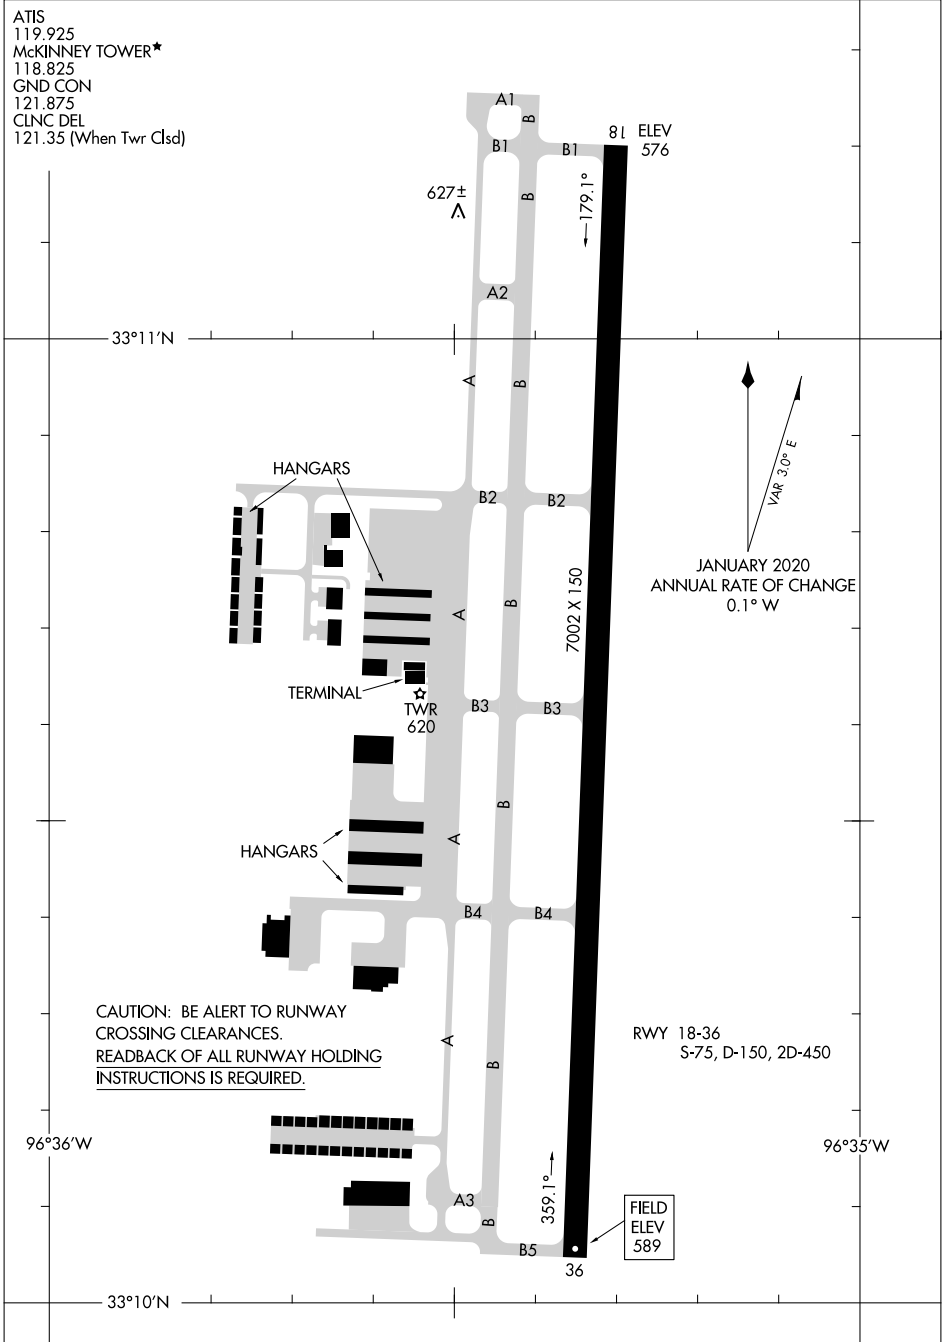 ATIS
119.925
McKINNEY TOWER★
118.825
GND CON
121.875
CLNC DEL
121.35 (When Twr Clsd)
A1
B
18
ELEV
576
B1
B1
179.1°
627±
B
A2
33°11'N
A
B
VAR 3.0° E
HANGARS
B2
B2
JANUARY 2020
ANNUAL RATE OF CHANGE
0.1° W
7002 X 150
A
B
TERMINAL
TWR
620
B3
B3
B
A
HANGARS
B4
B4
CAUTION: BE ALERT TO RUNWAY
CROSSING CLEARANCES.
READBACK OF ALL RUNWAY HOLDING
INSTRUCTIONS IS REQUIRED.
RWY 18-36
S-75, D-150, 2D-450
A
B
96°36'W
96°35'W
A3
359.1°
B
FIELD
ELEV
589
B5
36
33°10'N